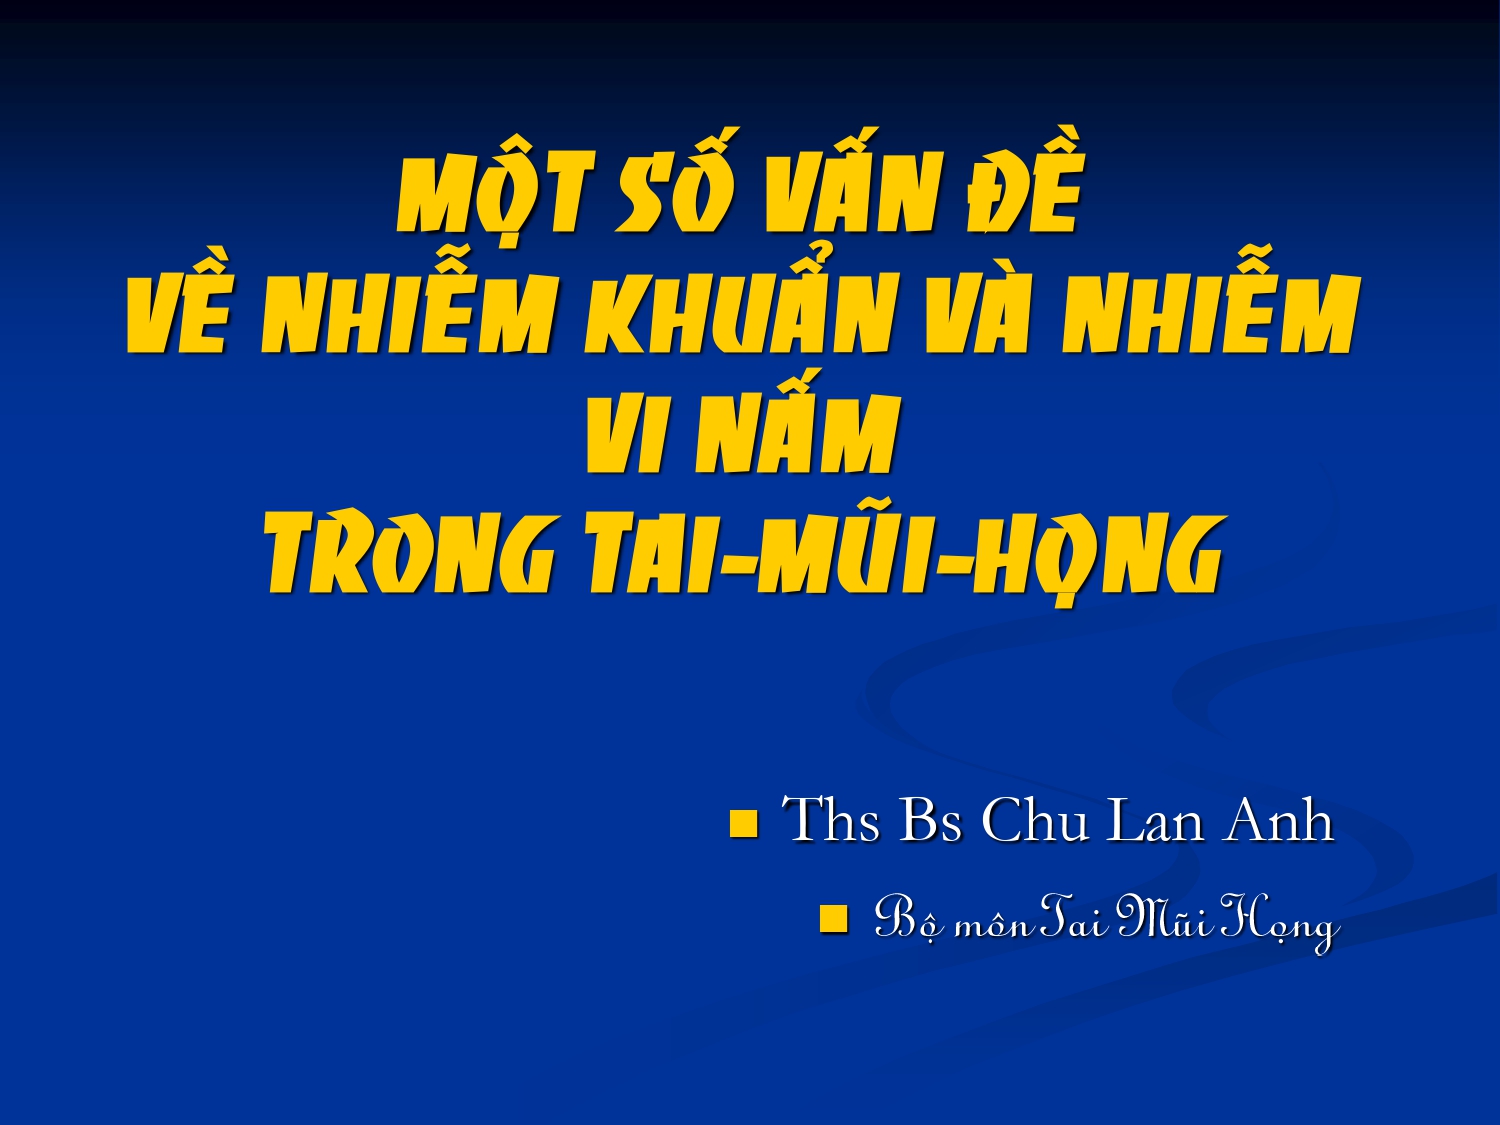 MỘT SỐ VẤN ĐỀ
VỀ NHIỄM KHUẨN VÀ NHIỄM
VI NẤM
TRONG TAI-MŨI-HỌNG
Ths Bs Chu Lan Anh
Bộ môn Tai Mũi Họng